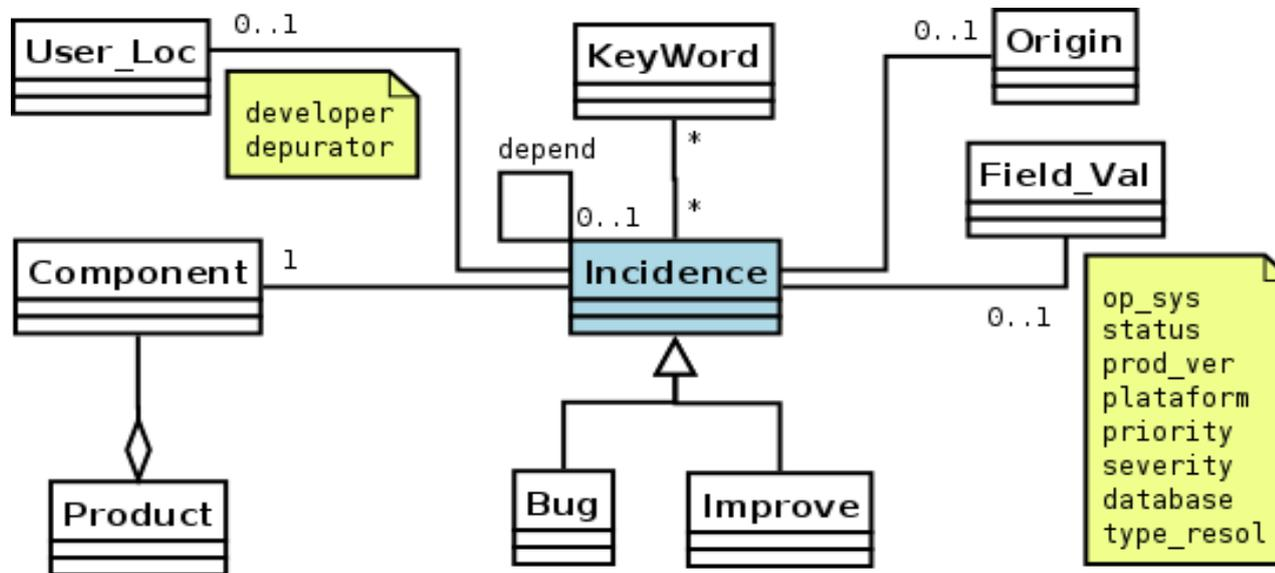 User_Loc
0..1
KeyWord
0..1
Origin
developer
depurator
depend
*
Field_Val
0..1
*
Component
1
Incidence
0..1
op_sys
status
prod_ver
plataform
priority
severity
database
type_resol
Product
Bug
Improve